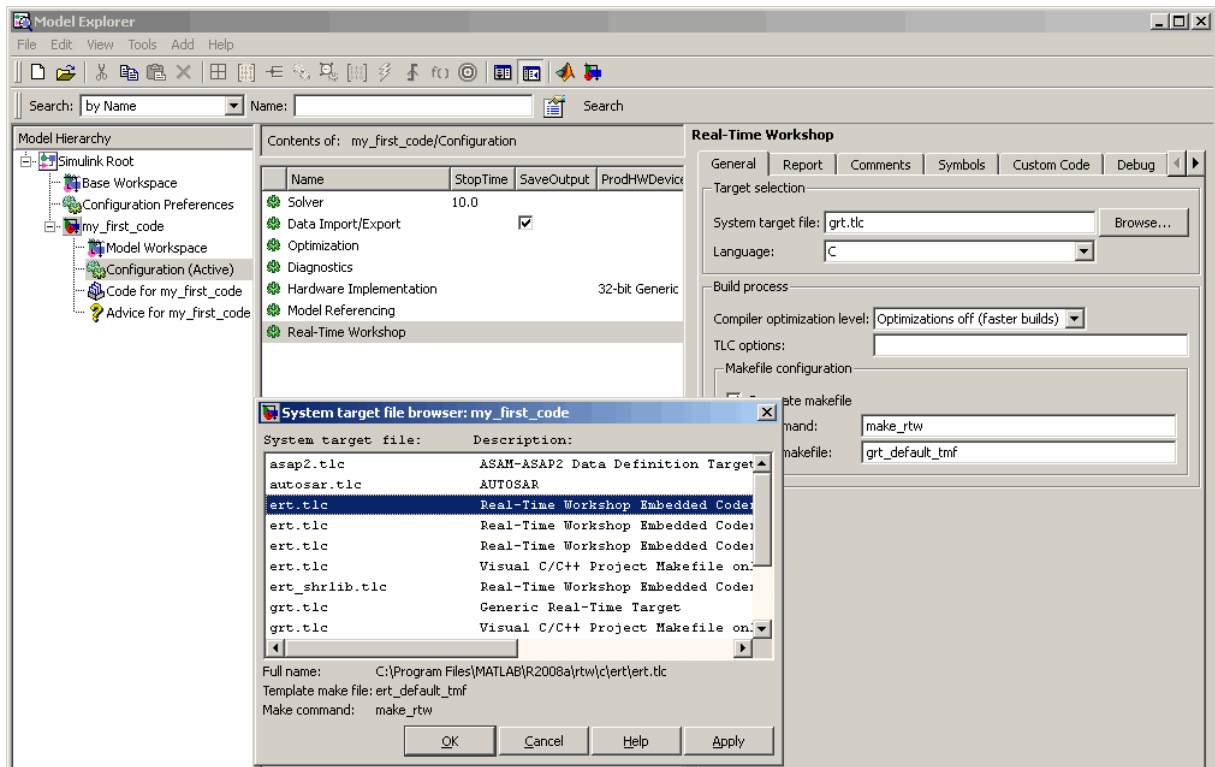 Model Explorer
File Edit View Tools Add Help
Search: by Name Name: Search
Model Hierarchy
Simulink Root
Base Workspace
Configuration Preferences
my_first_code
Model Workspace
Configuration (Active)
Code for my_first_code
Advice for my_first_code
Contents of: my_first_code/Configuration
Name StopTime SaveOutput ProdHWDevice
Solver 10.0
Data Import/Export
Optimization
Diagnostics
Hardware Implementation 32-bit Generic
Model Referencing
Real-Time Workshop
Real-Time Workshop
General Report Comments Symbols Custom Code Debug
Target selection
System target file: grt.tlc Browse...
Language: C
Build process
Compiler optimization level: Optimizations off (faster builds)
TLC options:
Makefile configuration
ate makefile
mand: make_rtw
makefile: grt_default_tmf
System target file browser: my_first_code
System target file: Description:
asap2.tlc ASAM-ASAP2 Data Definition Target
autosar.tlc AUTOSAR
ert.tlc Real-Time Workshop Embedded Coder
ert.tlc Real-Time Workshop Embedded Coder
ert.tlc Real-Time Workshop Embedded Coder
ert.tlc Visual C/C++ Project Makefile on
ert_shrlib.tlc Real-Time Workshop Embedded Coder
grt.tlc Generic Real-Time Target
grt.tlc Visual C/C++ Project Makefile on
Full name: C:\Program Files\MATLAB\R2008a\rtw\c\ert\ert.tlc
Template make file: ert_default_tmf
Make command: make_rtw
OK Cancel Help Apply